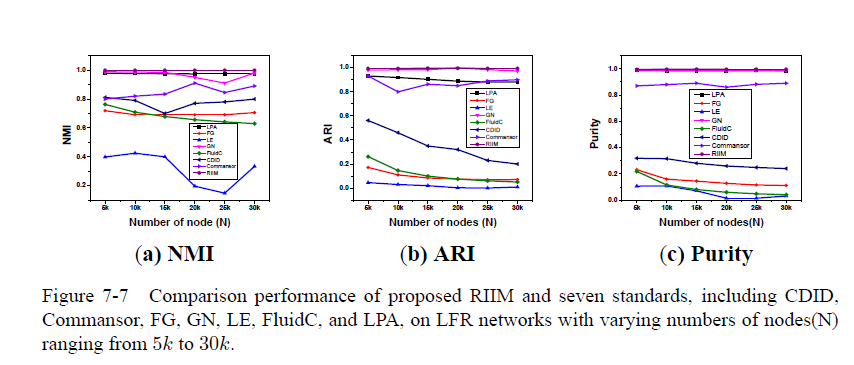 1.0
0.8
0.6
0.4
0.2
NMI
LPA
FG
LE
GN
FluidC
CDID
Commansor
RIIM
5k 10k 15k 20k 25k 30k
Number of node (N)
(a) NMI
1.0
0.8
0.6
0.4
0.2
0.0
ARI
LPA
FG
LE
GN
FluidC
CDID
Commansor
RIIM
5k 10k 15k 20k 25k 30k
Number of nodes (N)
(b) ARI
1.0
0.8
0.6
0.4
0.2
0.0
Purity
LPA
FG
LE
GN
FluidC
CDID
Commansor
RIIM
5k 10k 15k 20k 25k 30k
Number of nodes(N)
(c) Purity
Figure 7-7 Comparison performance of proposed RIIM and seven standards, including CDID,
Commansor, FG, GN, LE, FluidC, and LPA, on LFR networks with varying numbers of nodes(N)
ranging from 5k to 30k.